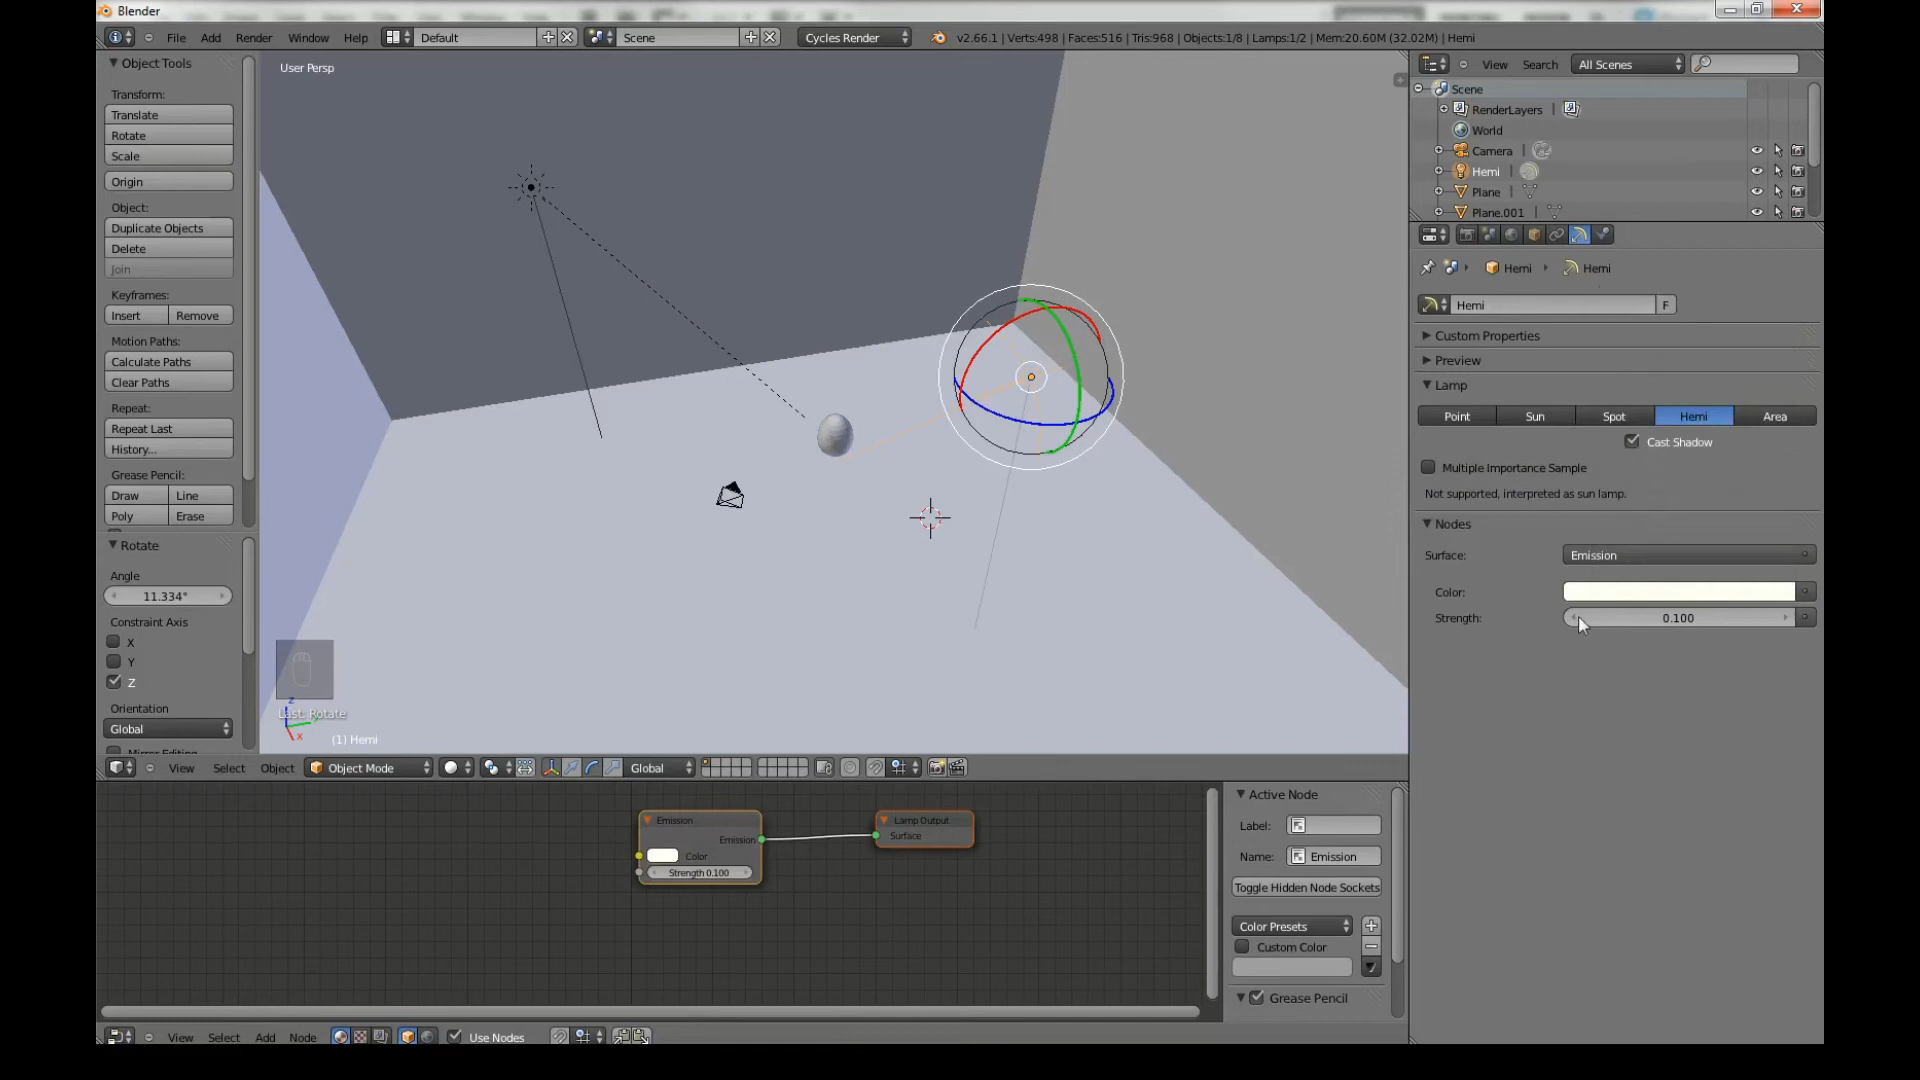 Blender
File Add Render Window Help Default Scene Cycles Render v2.66.1 | Verts:498 | Faces:516 | Tris:968 | Objects:1/8 | Lamps:1/2 | Mem:20.60M (32.02M) | Hemi
Object Tools
Transform:
Translate
Rotate
Scale
Origin
Object:
Duplicate Objects
Delete
Join
Keyframes:
Insert Remove
Motion Paths:
Calculate Paths
Clear Paths
Repeat:
Repeat Last
History...
Grease Pencil:
Draw Line
Poly Erase
Rotate
Angle
11.334°
Constraint Axis
X
Y
Z
Orientation
Global
Mirror Editing
User Persp
Last: Rotate
z
x
(1) Hemi
View Select Object Object Mode Global
Emission
Emission
Color
Strength 0.100
Lamp Output
Surface
Active Node
Label:
Name: Emission
Toggle Hidden Node Sockets
Color Presets
Custom Color
Grease Pencil
View Select Add Node Use Nodes
View Search All Scenes
Scene
RenderLayers |
World
Camera |
Hemi |
Plane |
Plane.001 |
Hemi Hemi
Hemi F
Custom Properties
Preview
Lamp
Point Sun Spot Hemi Area
Cast Shadow
Multiple Importance Sample
Not supported, interpreted as sun lamp.
Nodes
Surface: Emission
Color:
Strength: 0.100